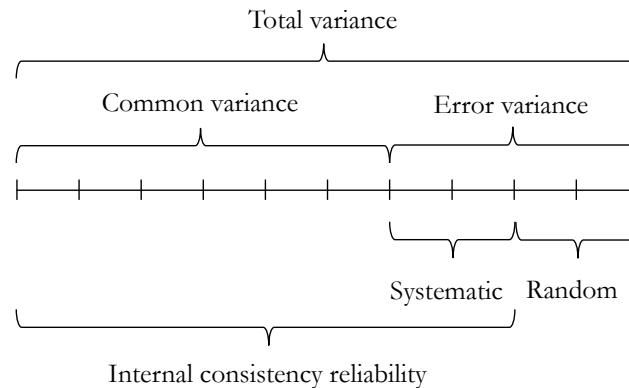 Total variance
Common variance
Error variance
Systematic
Random
Internal consistency reliability